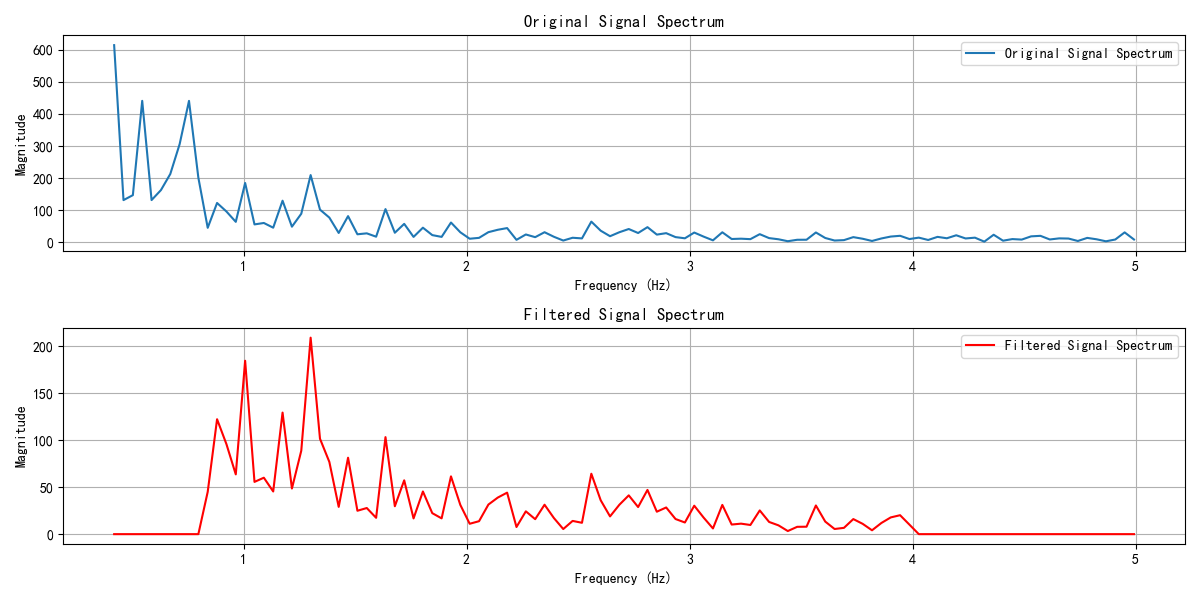 Original Signal Spectrum
Original Signal Spectrum
Magnitude
600
500
400
300
200
100
0
1 2 3 4 5
Frequency (Hz)
Filtered Signal Spectrum
Filtered Signal Spectrum
Magnitude
200
150
100
50
0
1 2 3 4 5
Frequency (Hz)